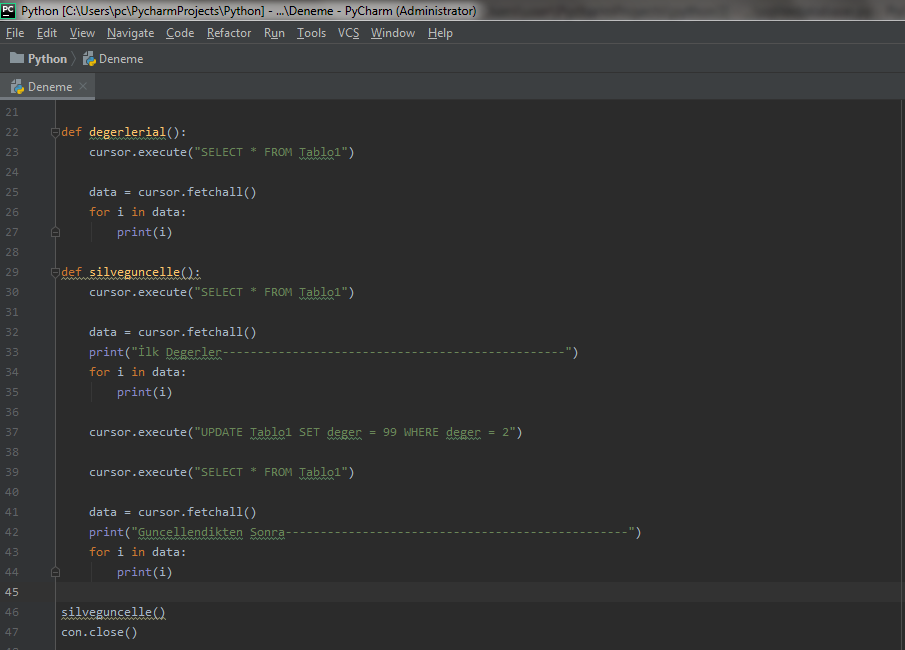 PC Python [C:\Users\pc\PycharmProjects\Python] - ...\Deneme - PyCharm (Administrator)
File Edit View Navigate Code Refactor Run Tools VCS Window Help
Python Deneme
Deneme
21
22 def degerlerial():
23 cursor.execute("SELECT * FROM Tablo1")
24
25 data = cursor.fetchall()
26 for i in data:
27 print(i)
28
29 def silveguncelle():
30 cursor.execute("SELECT * FROM Tablo1")
31
32 data = cursor.fetchall()
33 print("İlk Degerler-------------------------------------------------")
34 for i in data:
35 print(i)
36
37 cursor.execute("UPDATE Tablo1 SET deger = 99 WHERE deger = 2")
38
39 cursor.execute("SELECT * FROM Tablo1")
40
41 data = cursor.fetchall()
42 print("Guncellendikten Sonra-------------------------------------------------")
43 for i in data:
44 print(i)
45
46 silveguncelle()
47 con.close()